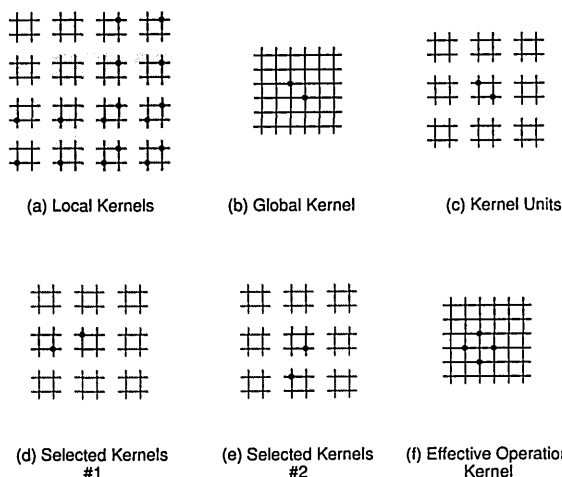 (a) Local Kernels
(b) Global Kernel
(c) Kernel Units
(d) Selected Kernels
#1
(e) Selected Kernels
#2
(f) Effective Operation
Kernel